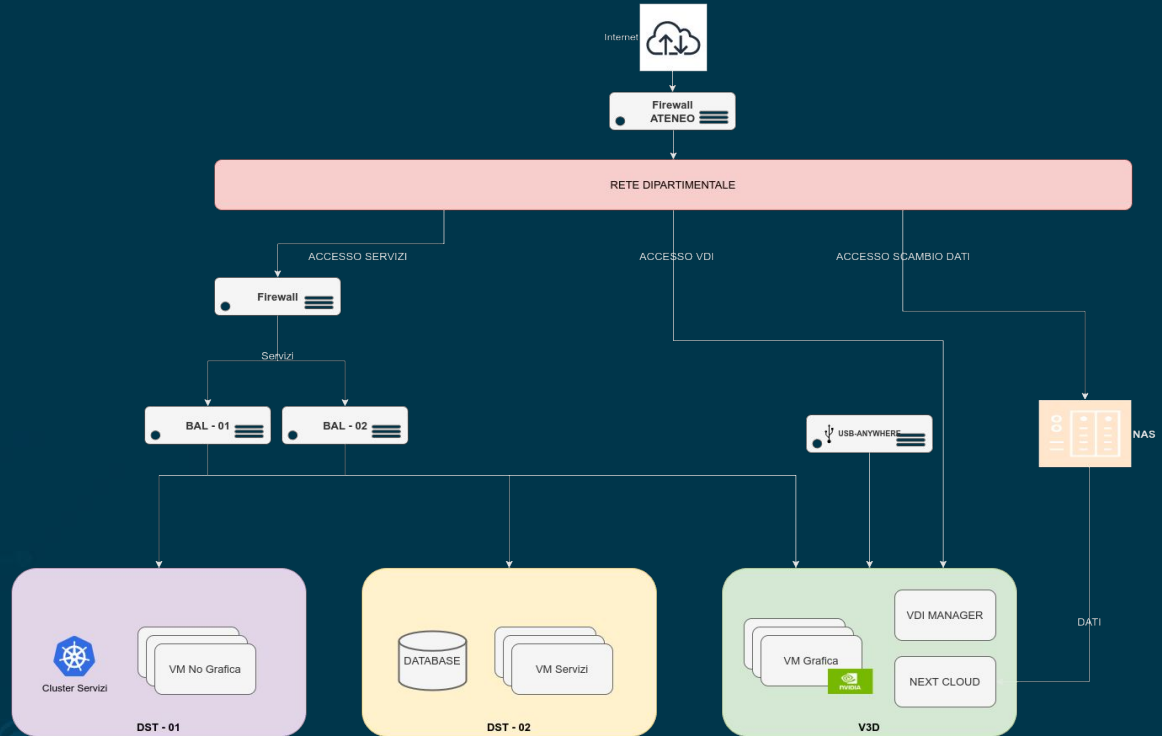 Internet
Firewall
ATENEO
RETE DIPARTIMENTALE
ACCESSO SERVIZI
ACCESSO VDI
ACCESSO SCAMBIO DATI
Firewall
Servizi
BAL - 01
BAL - 02
USB-ANYWHERE
NAS
Cluster Servizi
VM No Grafica
DST - 01
DATABASE
VM Servizi
DST - 02
VM Grafica
NVIDIA
VDI MANAGER
NEXT CLOUD
V3D
DATI